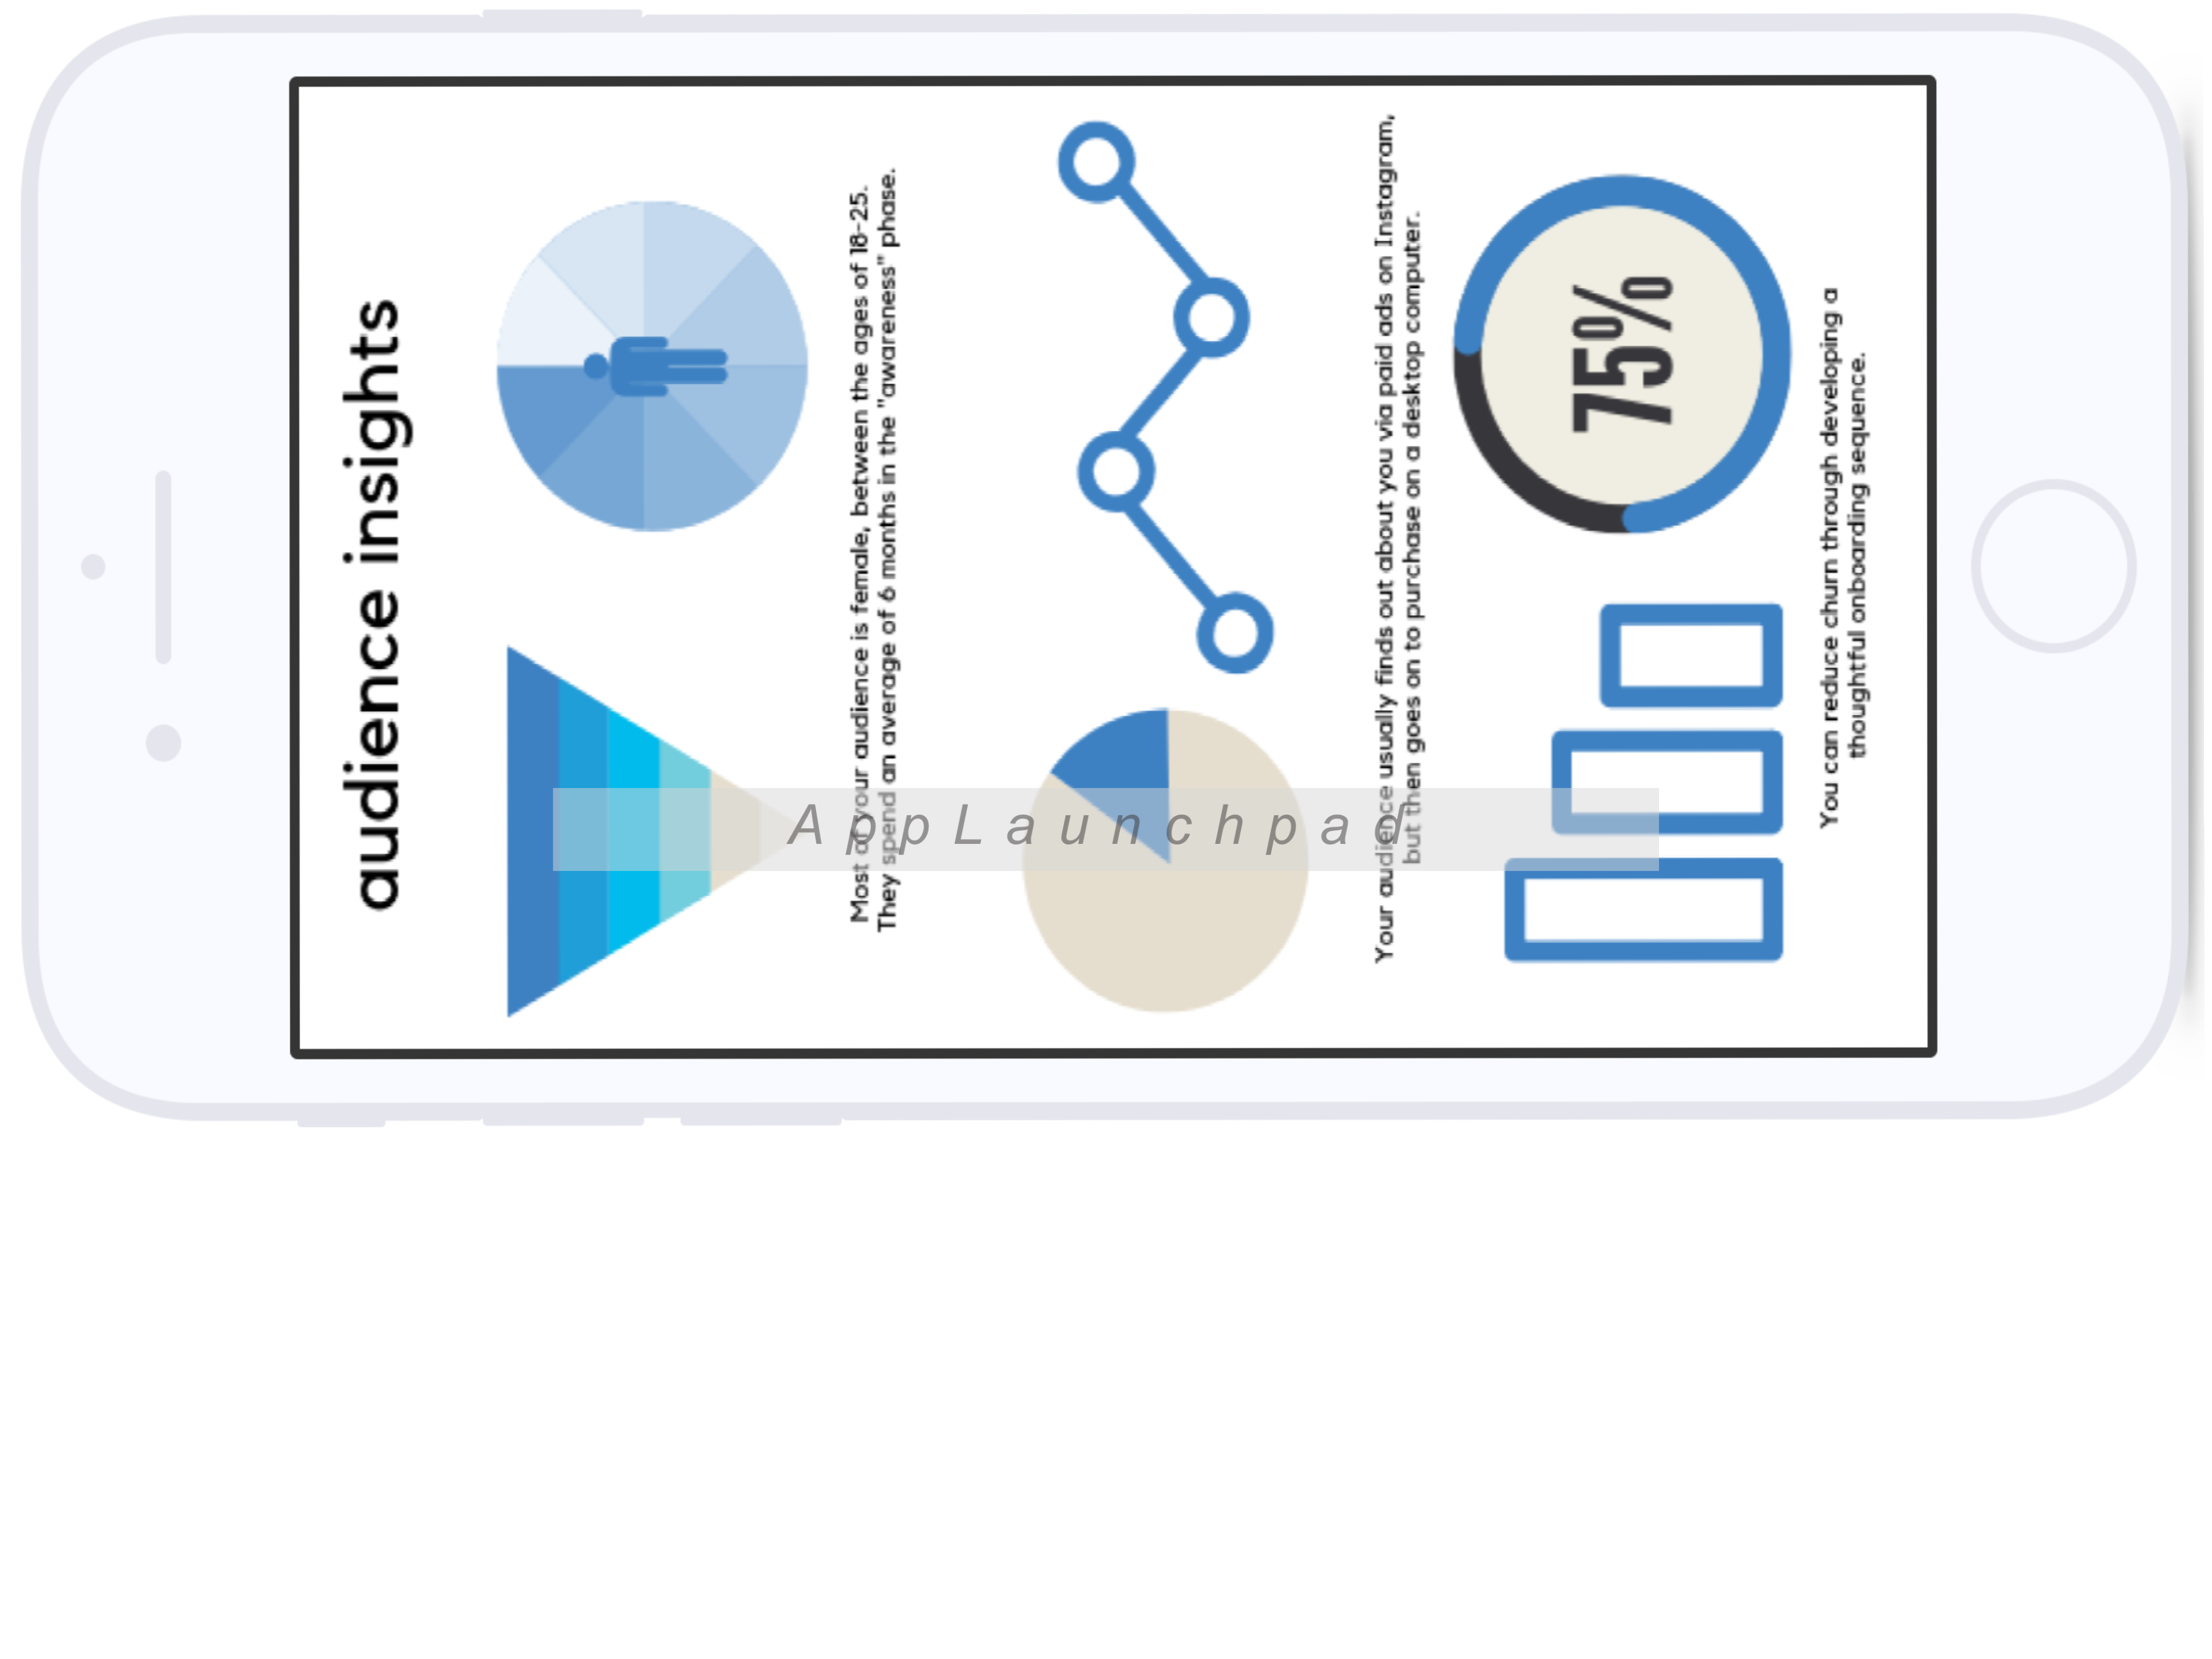 audience insights
Most of your audience is female, between the ages of 18-25.
They spend an average of 6 months in the "awareness" phase.
Your audience usually finds out about you via paid ads on Instagram,
but then goes on to purchase on a desktop computer.
75%
You can reduce churn through developing a
thoughtful onboarding sequence.
AppLaunchpad